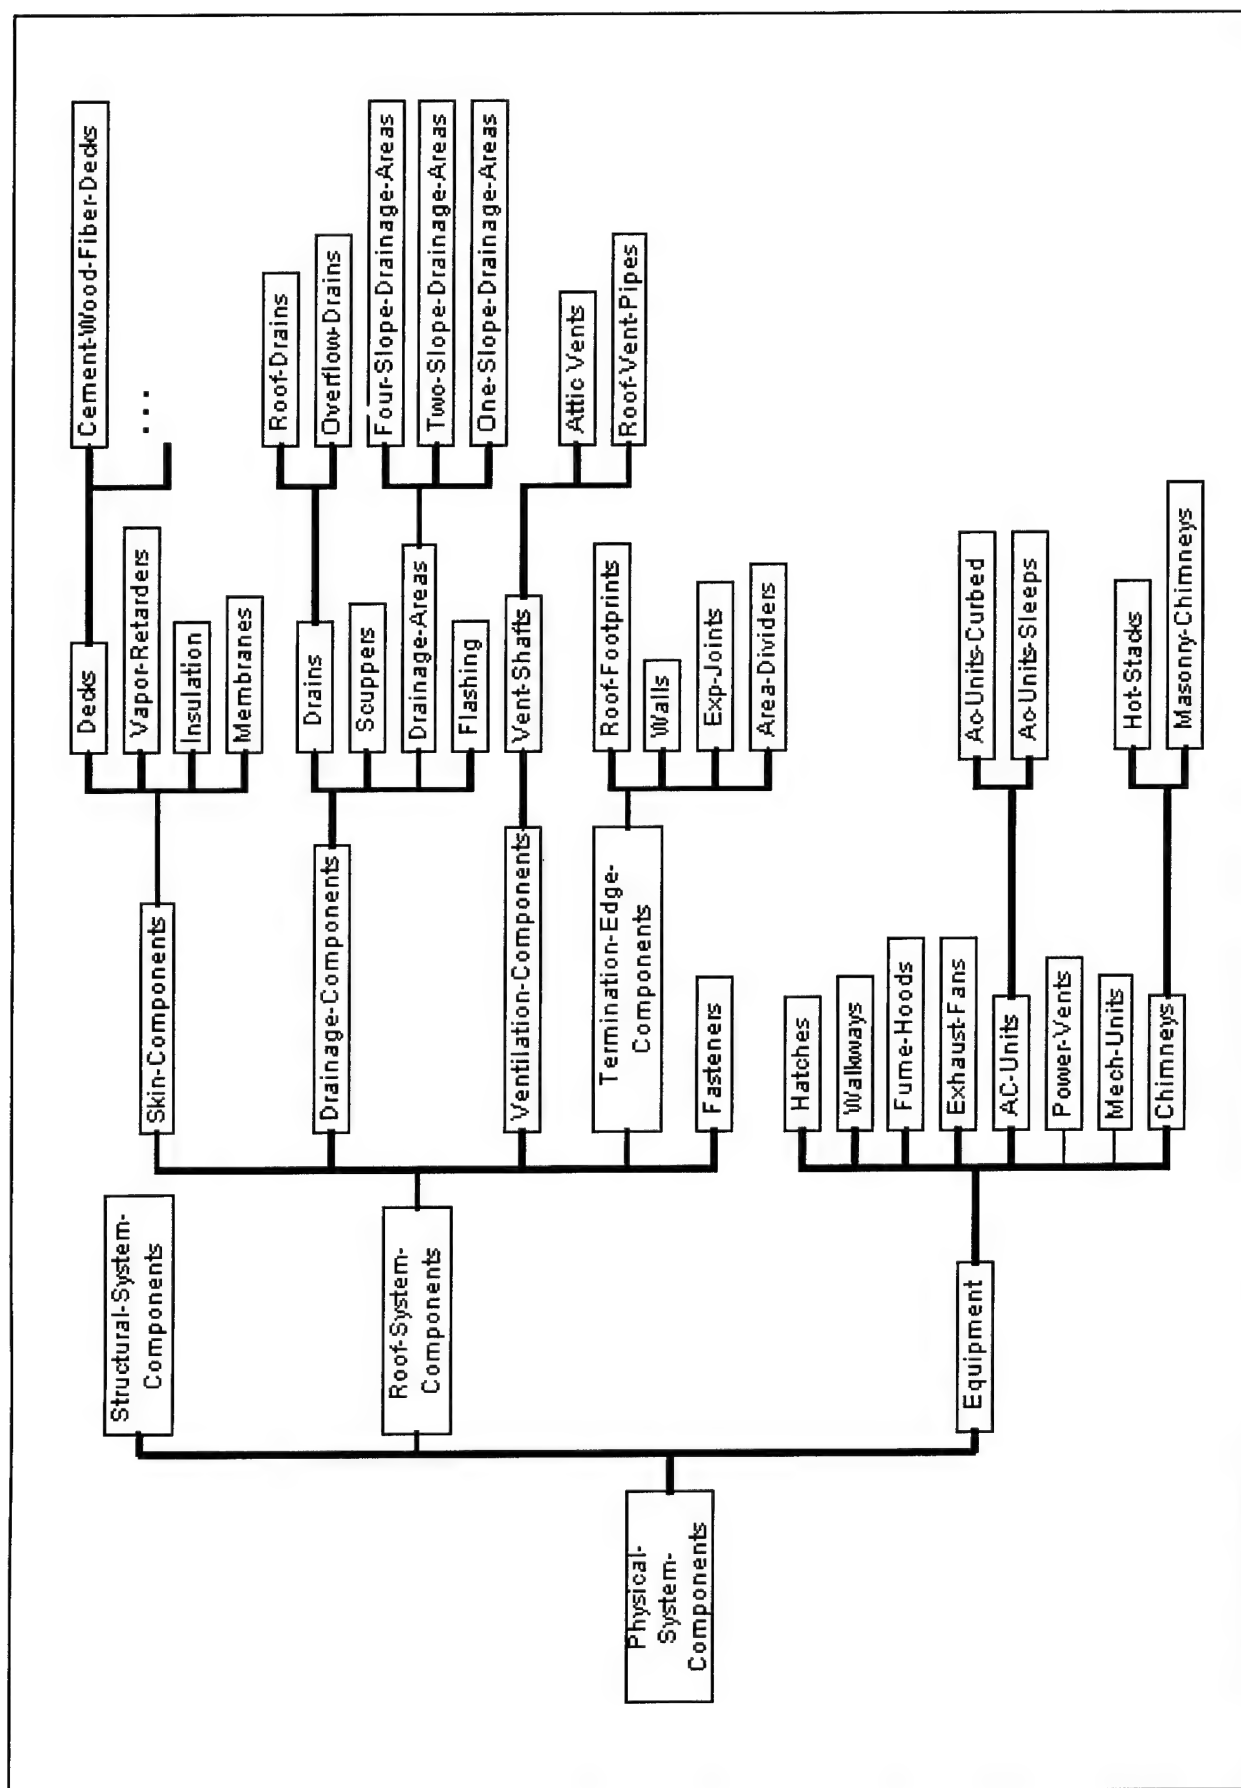 Physical-
System-
Components
Structural-System-
Components
Roof-System-
Components
Equipment
Skin-Components
Drainage-Components
Ventilation-Components
Termination-Edge-
Components
Fasteners
Hatches
Walkways
Fume-Hoods
Exhaust-Fans
AC-Units
Power-Vents
Mech-Units
Chimneys
Decks
Vapor-Retarders
Insulation
Membranes
Drains
Scuppers
Drainage-Areas
Flashing
Vent-Shafts
Roof-Footprints
Walls
Exp-Joints
Area-Dividers
Ac-Units-Curbed
Ac-Units-Sleeps
Hot-Stacks
Masonry-Chimneys
Cement-Wood-Fiber-Decks
...
Roof-Drains
Overflow-Drains
Four-Slope-Drainage-Areas
Two-Slope-Drainage-Areas
One-Slope-Drainage-Areas
Attic Vents
Roof-Vent-Pipes